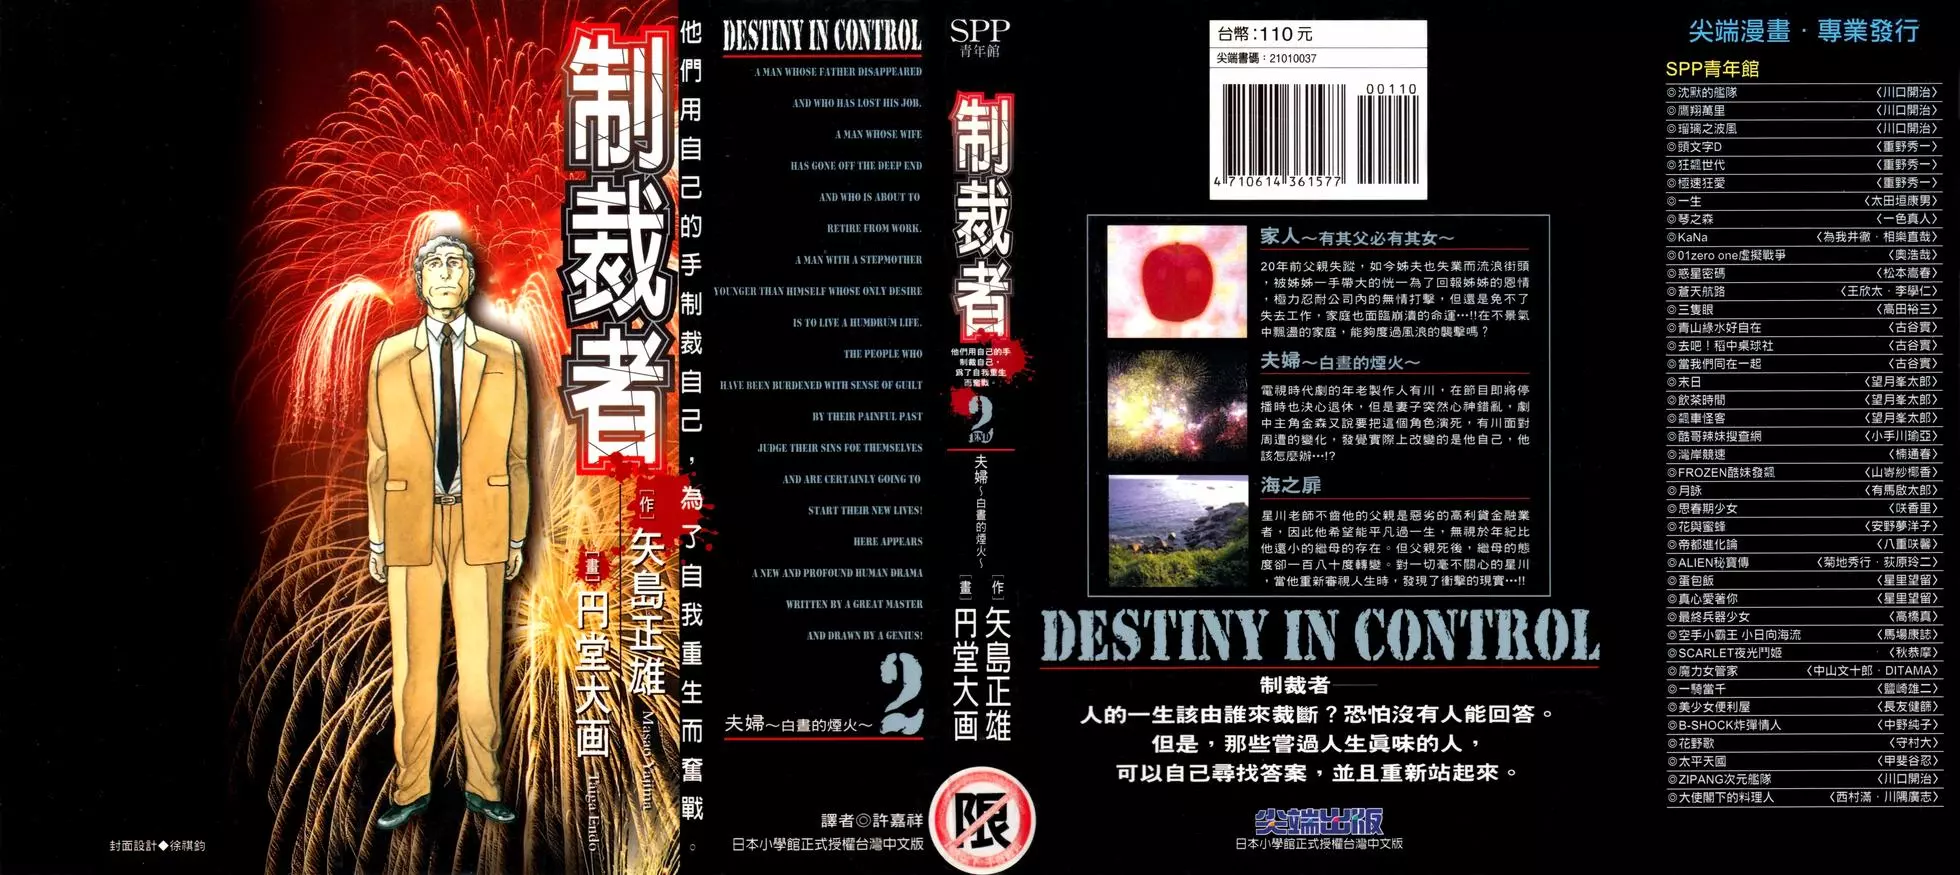 封面設計◆徐祺鈞
制裁者
[作]矢島正雄
Masao Yajima
[畫]円堂大画
Taiga Endo
他們用自己的手制裁自己，為了自我重生而奮戰。
DESTINY IN CONTROL
A MAN WHOSE FATHER DISAPPEARED
AND WHO HAS LOST HIS JOB.
A MAN WHOSE WIFE
HAS GONE OFF THE DEEP END
AND WHO IS ABOUT TO
RETIRE FROM WORK.
A MAN WITH A STEPMOTHER
YOUNGER THAN HIMSELF WHOSE ONLY DESIRE
IS TO LIVE A HUMDRUM LIFE.
THE PEOPLE WHO
HAVE BEEN BURDENED WITH SENSE OF GUILT
BY THEIR PAINFUL PAST
JUDGE THEIR SINS FOE THEMSELVES
AND ARE CERTAINLY GOING TO
START THEIR NEW LIVES!
HERE APPEARS
A NEW AND PROFOUND HUMAN DRAMA
WRITTEN BY A GREAT MASTER
AND DRAWN BY A GENIUS!
2
夫婦～白晝的煙火～
譯者◎許嘉祥
日本小學館正式授權台灣中文版
SPP
青年館
制裁者
他們用自己的手
制裁自己，
為了自我重生
而奮戰。
2
END
夫婦～白晝的煙火～
[作]矢島正雄
[畫]円堂大画
限
台幣:110元
尖端書碼：21010037
00110
4 710614 361577
家人～有其父必有其女～
20年前父親失蹤，如今姊夫也失業而流浪街頭
，被姊姊一手帶大的恍一為了回報姊姊的恩情
，極力忍耐公司內的無情打擊，但還是免不了
失去工作，家庭也面臨崩潰的命運…!!在不景氣
中飄盪的家庭，能夠度過風浪的襲擊嗎？
夫婦～白晝的煙火～
電視時代劇的年老製作人有川，在節目即將停
播時也決心退休，但是妻子突然心神錯亂，劇
中主角金森又說要把這個角色演死，有川面對
周遭的變化，發覺實際上改變的是他自己，他
該怎麼辦…!?
海之扉
星川老師不齒他的父親是惡劣的高利貸金融業
者，因此他希望能平凡過一生，無視於年紀比
他還小的繼母的存在。但父親死後，繼母的態
度卻一百八十度轉變。對一切毫不關心的星川
，當他重新審視人生時，發現了衝擊的現實…!!
DESTINY IN CONTROL
制裁者——
人的一生該由誰來裁斷？恐怕沒有人能回答。
但是，那些嘗過人生真味的人，
可以自己尋找答案，並且重新站起來。
尖端出版
日本小學館正式授權台灣中文版
尖端漫畫・專業發行
SPP青年館
◎沈默的艦隊〈川口開治〉
◎鷹翔萬里〈川口開治〉
◎瑠璃之波風〈川口開治〉
◎頭文字D〈重野秀一〉
◎狂飆世代〈重野秀一〉
◎極速狂愛〈重野秀一〉
◎一生〈太田垣康男〉
◎琴之森〈一色真人〉
◎KaNa〈為我井徹・相樂直哉〉
◎01zero one虛擬戰爭〈奧浩哉〉
◎惑星密碼〈松本嵩春〉
◎蒼天航路〈王欣太・李學仁〉
◎三隻眼〈高田裕三〉
◎青山綠水好自在〈古谷實〉
◎去吧！稻中桌球社〈古谷實〉
◎當我們同在一起〈古谷實〉
◎末日〈望月峯太郎〉
◎飲茶時間〈望月峯太郎〉
◎飆車怪客〈望月峯太郎〉
◎酷哥辣妹搜查網〈小手川瑜亞〉
◎灣岸競速〈楠通春〉
◎FROZEN酷妹發飆〈山嵜紗椰香〉
◎月詠〈有馬啟太郎〉
◎思春期少女〈咲香里〉
◎花與蜜蜂〈安野夢洋子〉
◎帝都進化論〈八重咲馨〉
◎ALIEN秘寶傳〈菊地秀行・荻原玲二〉
◎蛋包飯〈星里望留〉
◎真心愛著你〈星里望留〉
◎最終兵器少女〈高橋真〉
◎空手小霸王 小日向海流〈馬場康誌〉
◎SCARLET夜光鬥姬〈秋恭摩〉
◎魔力女管家〈中山文十郎・DITAMA〉
◎一騎當千〈鹽崎雄二〉
◎美少女便利屋〈長友健篩〉
◎B-SHOCK炸彈情人〈中野純子〉
◎花野歌〈守村大〉
◎太平天國〈甲斐谷忍〉
◎ZIPANG次元艦隊〈川口開治〉
◎大使閣下的料理人〈西村滿・川隅廣志〉